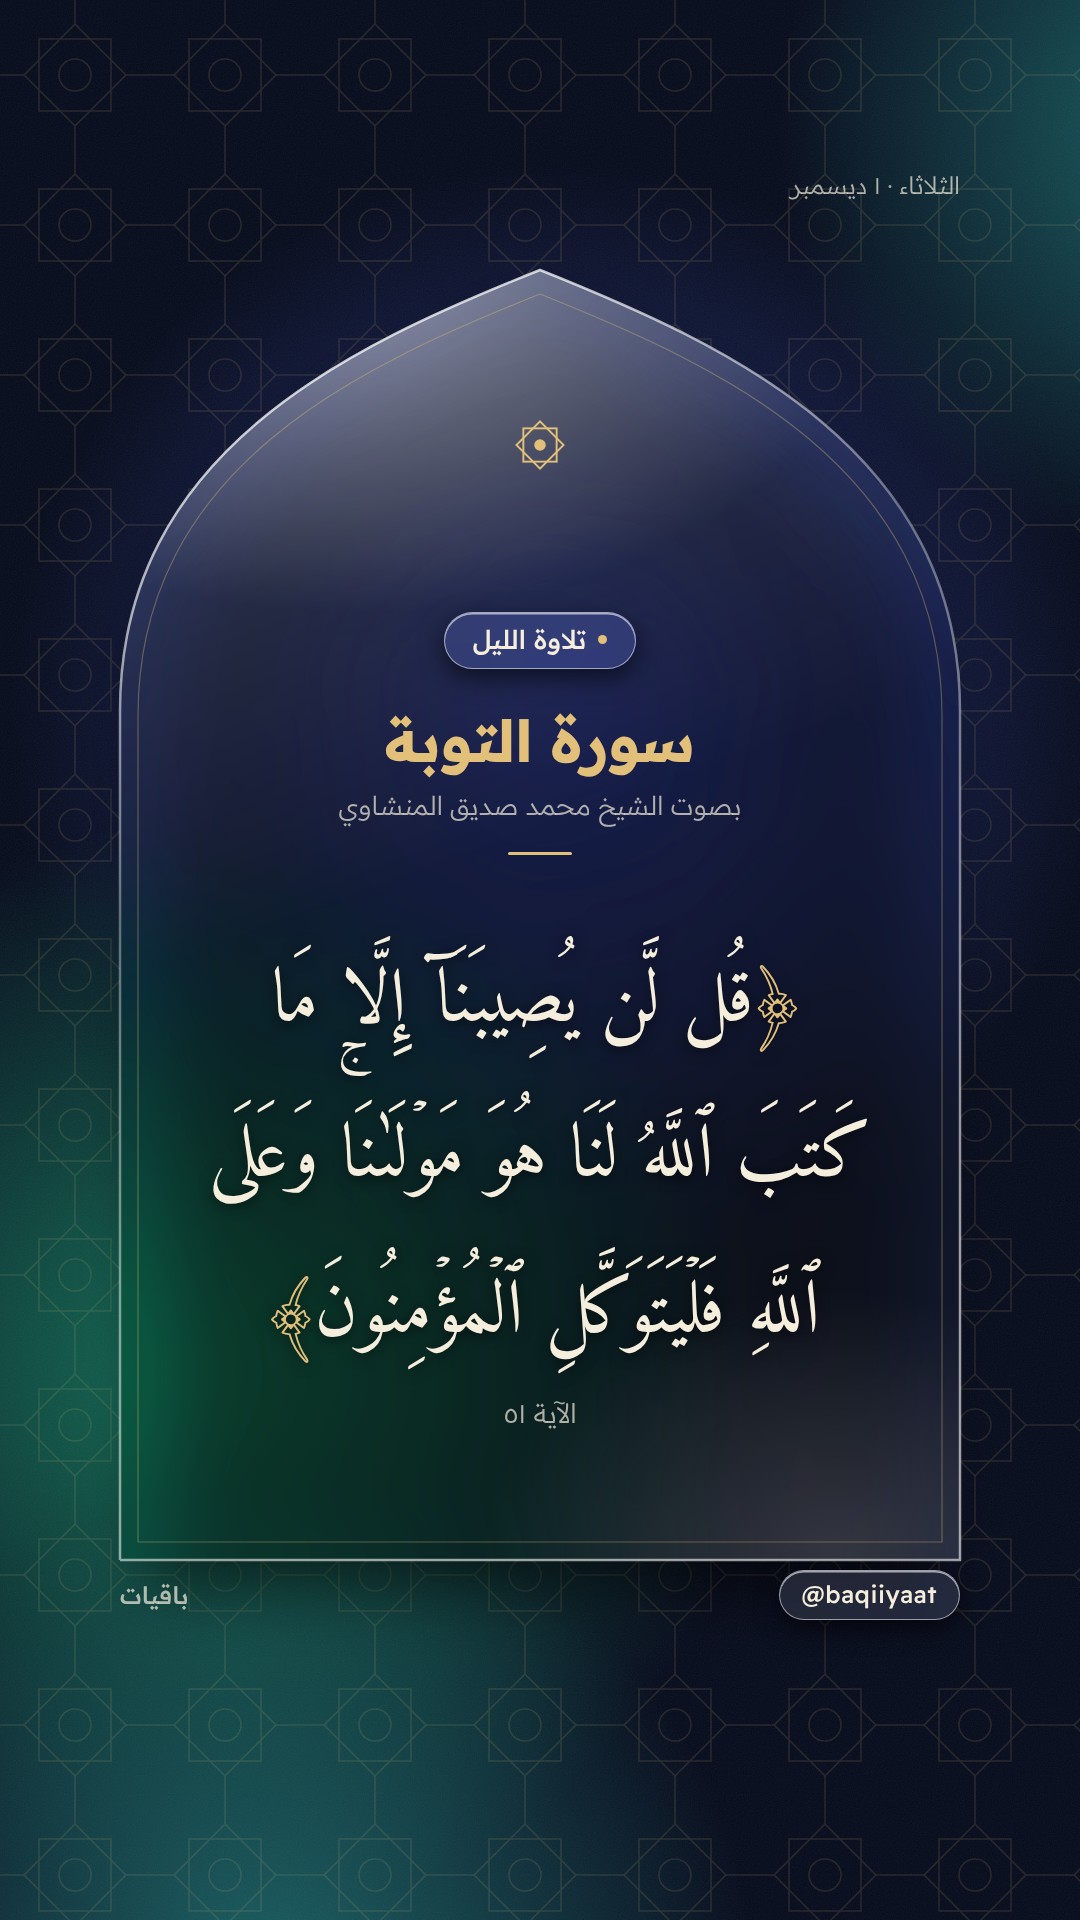 الثلاثاء · ١ ديسمبر
تلاوة الليل
سورة التوبة
بصوت الشيخ محمد صديق المنشاوي
﴿قُل لَّن يُصِيبَنَآ إِلَّا مَا
كَتَبَ ٱللَّهُ لَنَا هُوَ مَوۡلَىٰنَاۚ وَعَلَى
ٱللَّهِ فَلۡيَتَوَكَّلِ ٱلۡمُؤۡمِنُونَ﴾
الآية ٥١
@baqiiyaat
باقيات